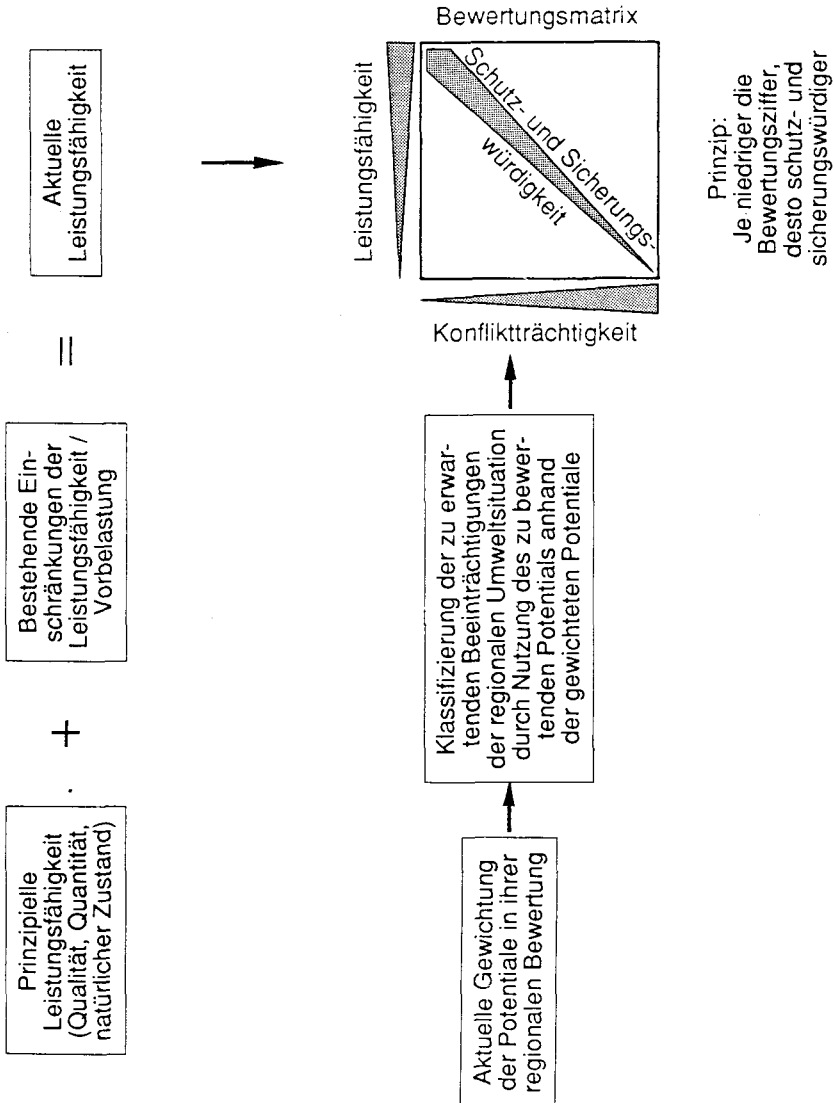 Prinzipielle
Leistungsfähigkeit
(Qualität, Quantität,
natürlicher Zustand)
+
Bestehende Ein-
schränkungen der
Leistungsfähigkeit /
Vorbelastung
=
Aktuelle
Leistungsfähigkeit
Aktuelle Gewichtung
der Potentiale in ihrer
regionalen Bewertung
Klassifizierung der zu erwar-
tenden Beeinträchtigungen
der regionalen Umweltsituation
durch Nutzung des zu bewer-
tenden Potentials anhand
der gewichteten Potentiale
Bewertungsmatrix
Leistungsfähigkeit
Schutz- und Sicherungs-
würdigkeit
Konfliktträchtigkeit
Prinzip:
Je niedriger die
Bewertungsziffer,
desto schutz- und
sicherungswürdiger